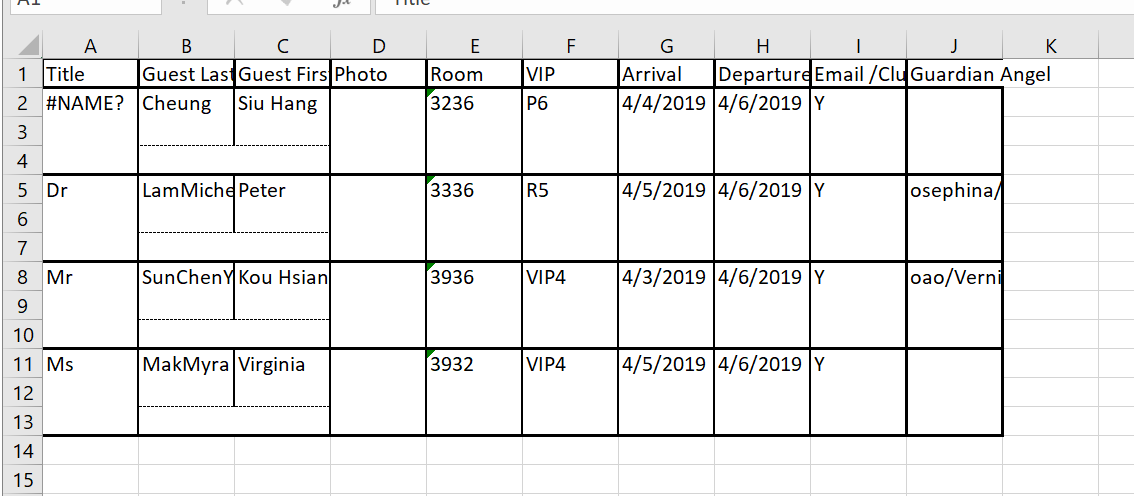 A B C D E F G H I J K
1 Title Guest Last Guest Firs Photo Room VIP Arrival Departure Email /Clu Guardian Angel
2 #NAME? Cheung Siu Hang 3236 P6 4/4/2019 4/6/2019 Y
3
4
5 Dr LamMiche Peter 3336 R5 4/5/2019 4/6/2019 Y osephina/
6
7
8 Mr SunChenY Kou Hsian 3936 VIP4 4/3/2019 4/6/2019 Y oao/Verni
9
10
11 Ms MakMyra Virginia 3932 VIP4 4/5/2019 4/6/2019 Y
12
13
14
15